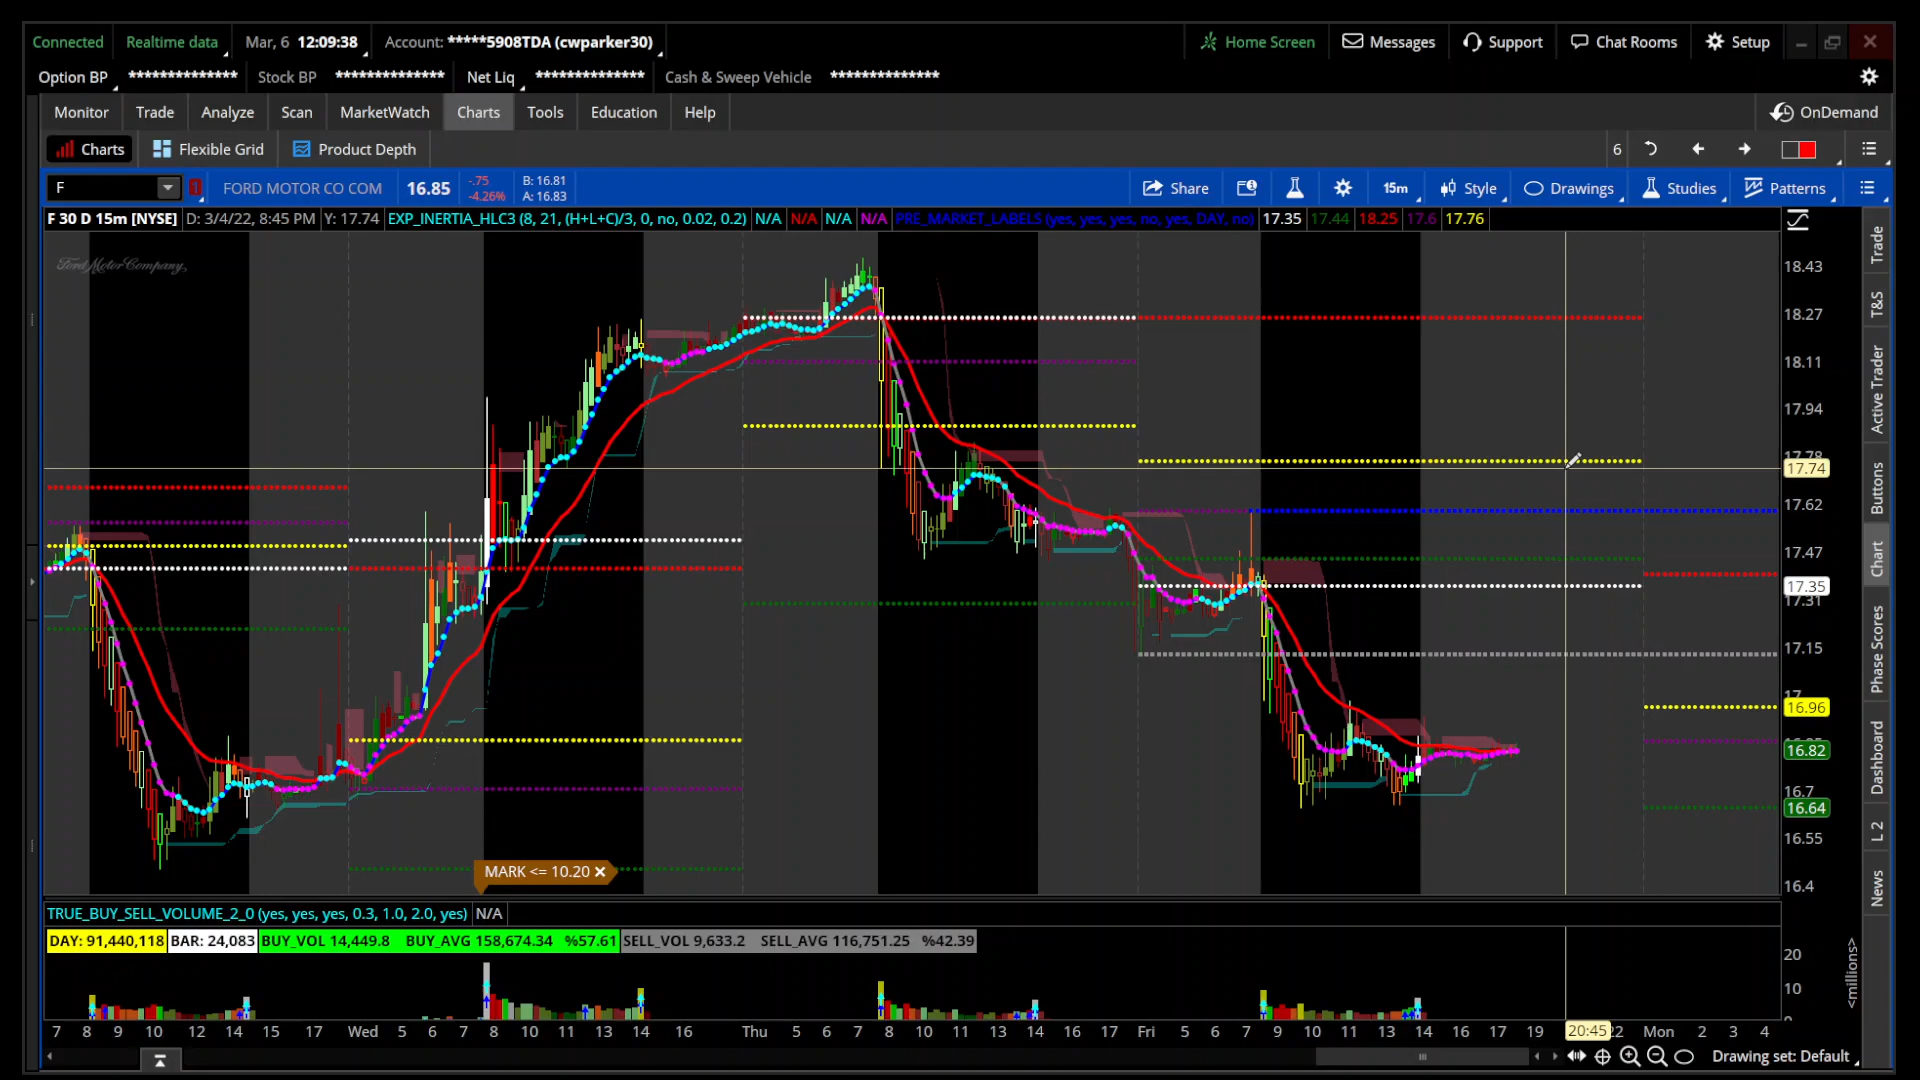 Connected Realtime data Mar, 6 12:09:38 Account: *****5908TDA (cwparker30) Home Screen Messages Support Chat Rooms Setup
Option BP ************** Stock BP ************** Net Liq ************** Cash & Sweep Vehicle **************
Monitor Trade Analyze Scan MarketWatch Charts Tools Education Help OnDemand
Charts Flexible Grid Product Depth 6
F 1 FORD MOTOR CO COM 16.85 -.75 B: 16.81 Share 15m Style Drawings Studies Patterns
-4.26% A: 16.83
F 30 D 15m [NYSE] D: 3/4/22, 8:45 PM Y: 17.74 EXP_INERTIA_HLC3 (8, 21, (H+L+C)/3, 0, no, 0.02, 0.2) N/A N/A N/A N/A PRE_MARKET_LABELS (yes, yes, yes, no, yes, DAY, no) 17.35 17.44 18.25 17.6 17.76
Ford Motor Company,
18.43
18.27
18.11
17.94
17.78
17.74
17.62
17.47
17.35
17.31
17.15
17
16.96
16.82
16.7
16.64
16.55
16.4
MARK <= 10.20 ×
TRUE_BUY_SELL_VOLUME_2_0 (yes, yes, yes, 0.3, 1.0, 2.0, yes) N/A
DAY: 91,440,118 BAR: 24,083 BUY_VOL 14,449.8 BUY_AVG 158,674.34 %57.61 SELL_VOL 9,633.2 SELL_AVG 116,751.25 %42.39
20
10
<millions>
7 8 9 10 12 14 15 17 Wed 5 6 7 8 10 11 13 14 16 Thu 5 6 7 8 10 11 13 14 16 17 Fri 5 6 7 9 10 11 13 14 16 17 19 20:45 Mon 2 3 4
Drawing set: Default
Trade
T&S
Active Trader
Buttons
Chart
Phase Scores
Dashboard
L 2
News